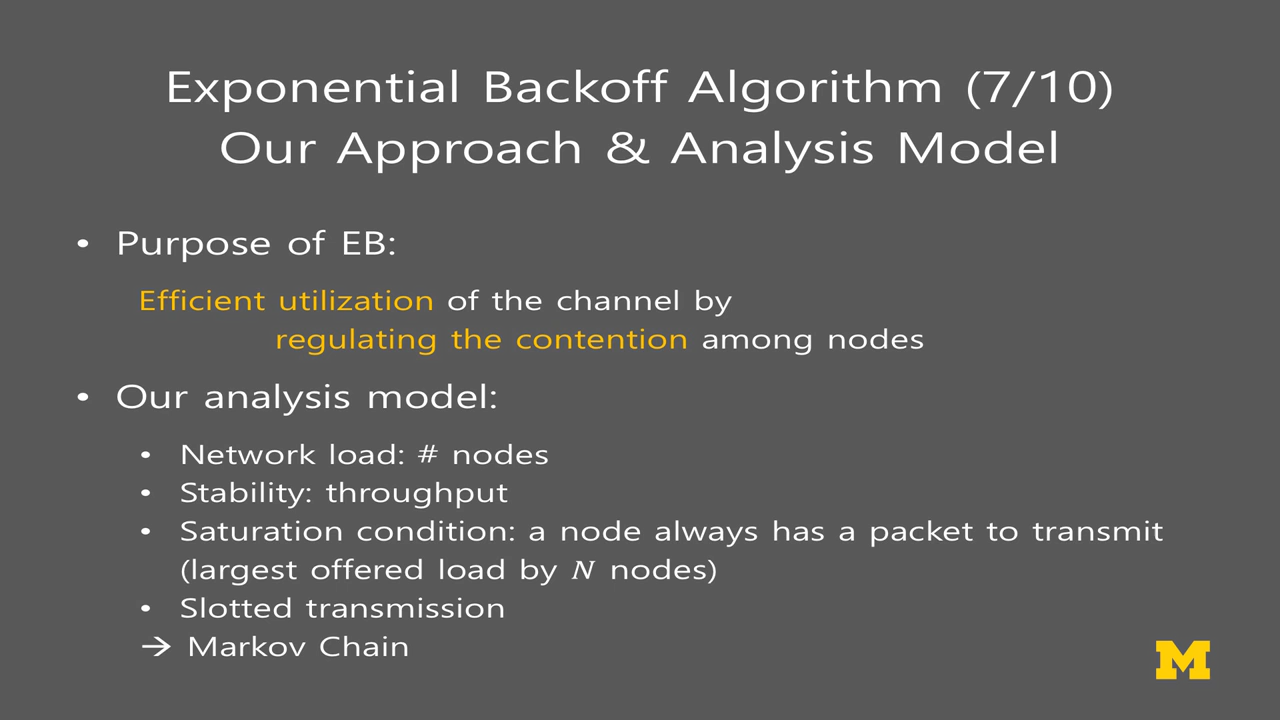 Exponential Backoff Algorithm (7/10)
Our Approach & Analysis Model
• Purpose of EB:
Efficient utilization of the channel by
regulating the contention among nodes
• Our analysis model:
• Network load: # nodes
• Stability: throughput
• Saturation condition: a node always has a packet to transmit
(largest offered load by N nodes)
• Slotted transmission
→ Markov Chain
M